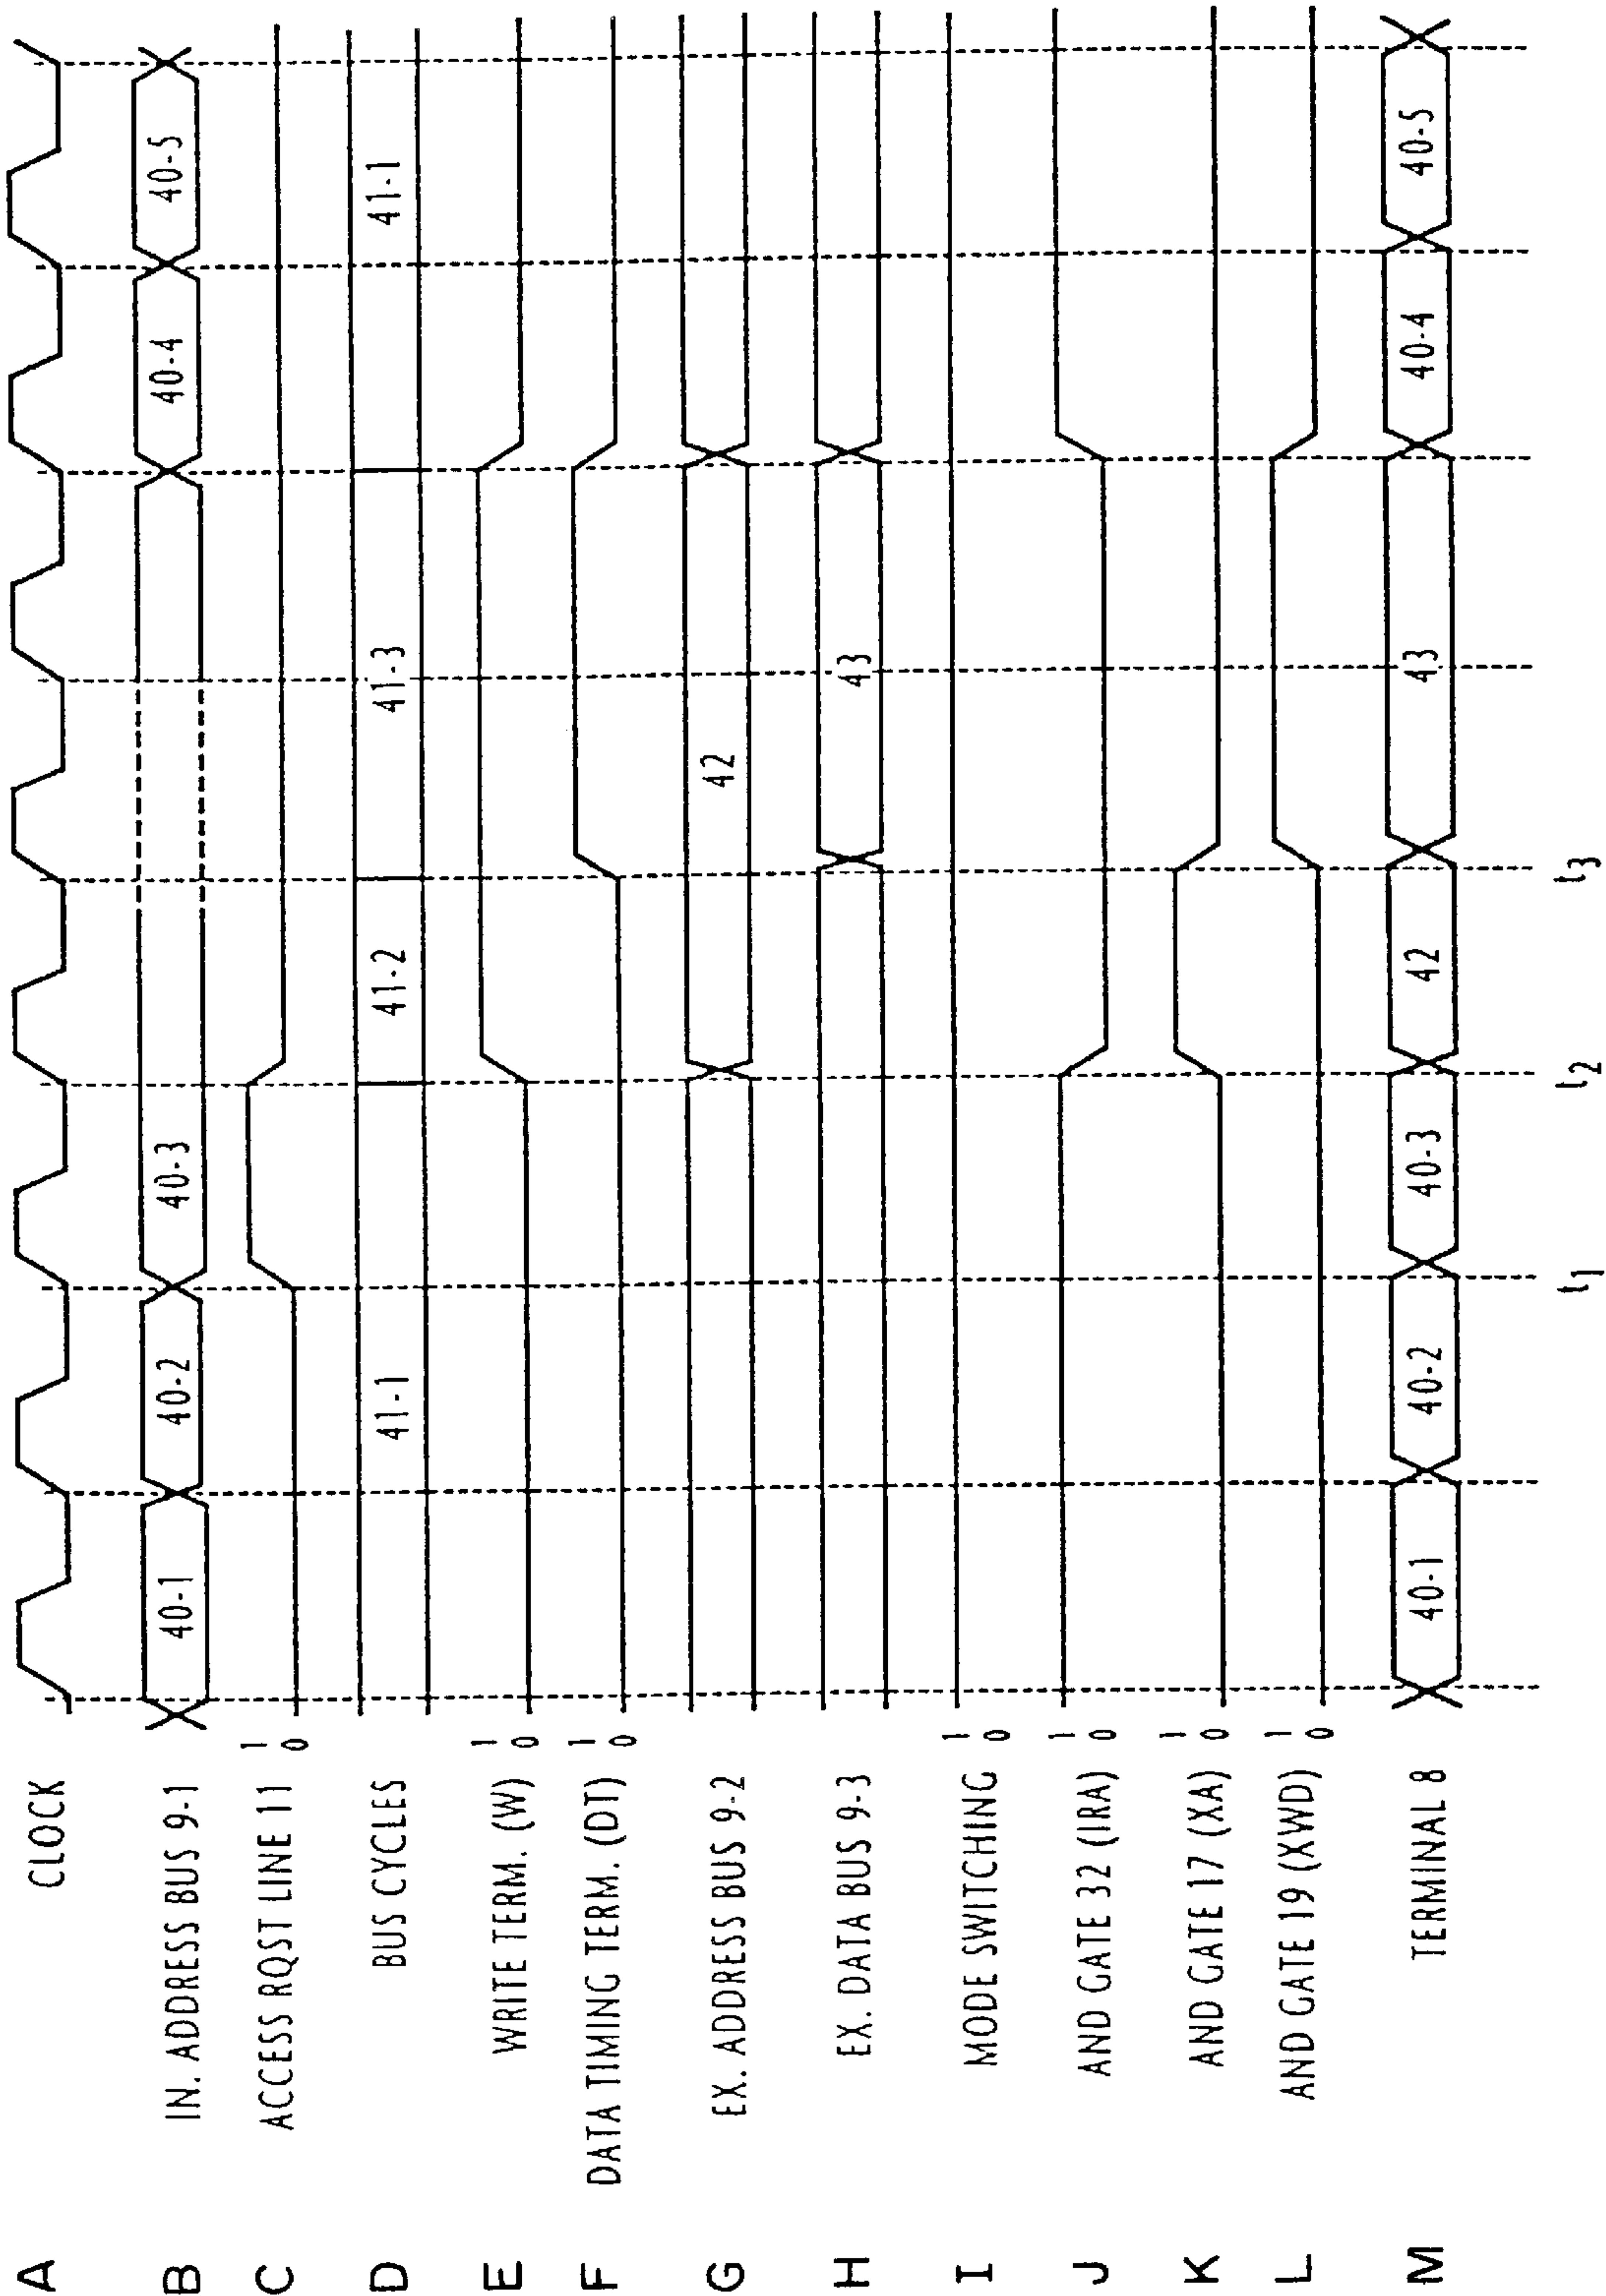 A CLOCK
B IN. ADDRESS BUS 9-1 40-1 40-2 40-3 40-4 40-5
C ACCESS RQST LINE 11 1 0
D BUS CYCLES 41-1 41-2 41-3 41-1
E WRITE TERM. (W) 1 0
F DATA TIMING TERM. (DT) 1 0
G EX. ADDRESS BUS 9-2 42
H EX. DATA BUS 9-3 43
I MODE SWITCHING 1 0
J AND GATE 32 (IRA) 1 0
K AND GATE 17 (XA) 1 0
L AND GATE 19 (XWD) 1 0
M TERMINAL 8 40-1 40-2 40-3 42 43 40-4 40-5
t1 t2 t3